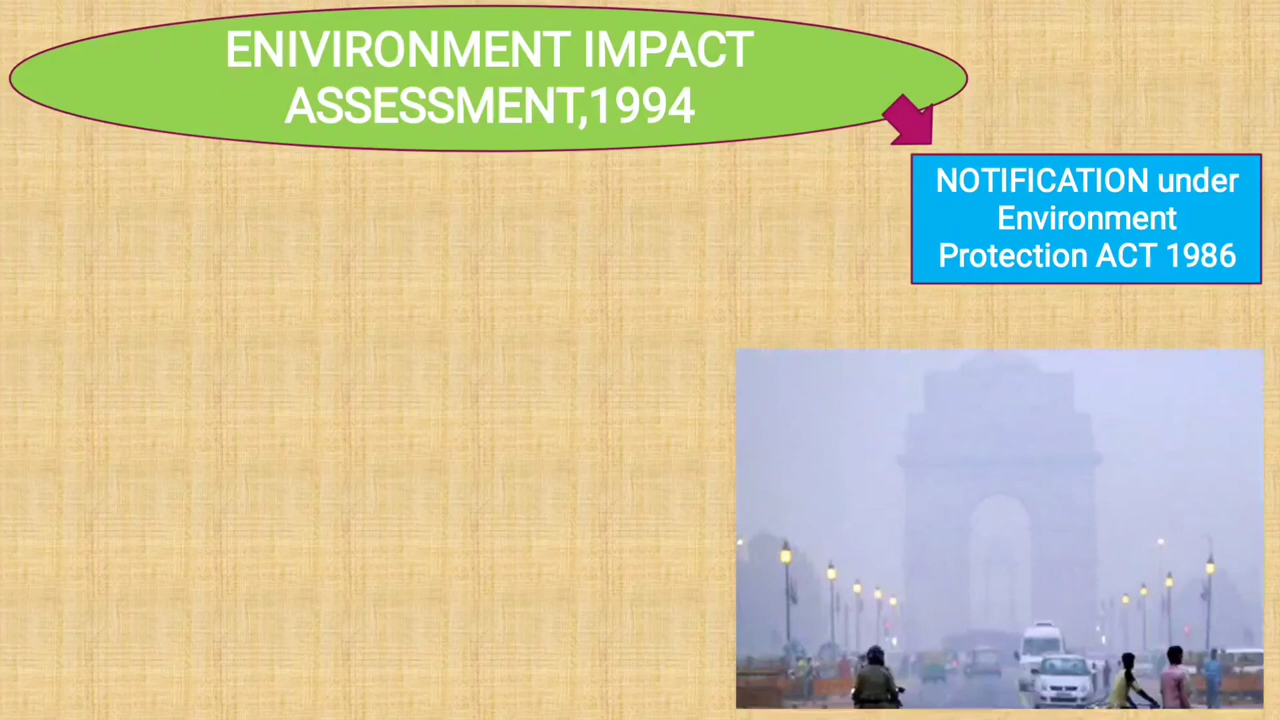 ENIVIRONMENT IMPACT
ASSESSMENT,1994
NOTIFICATION under
Environment
Protection ACT 1986